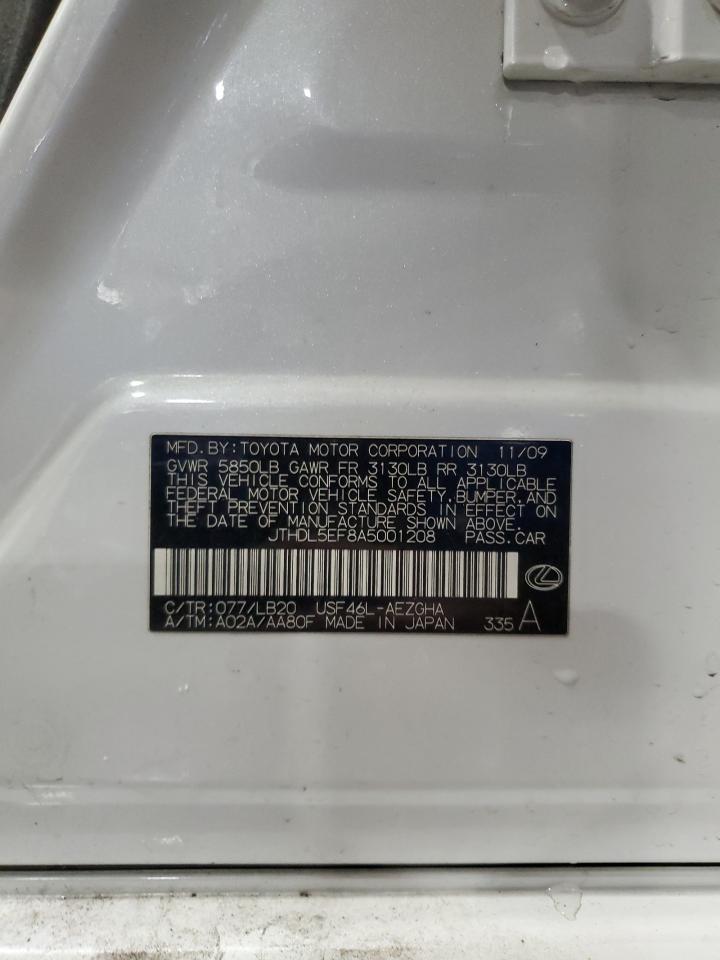 MFD. BY: TOYOTA MOTOR CORPORATION 11/09
GVWR 5850LB GAWR FR 3130LB RR 3130LB
THIS VEHICLE CONFORMS TO ALL APPLICABLE
FEDERAL MOTOR VEHICLE SAFETY, BUMPER, AND
THEFT PREVENTION STANDARDS IN EFFECT ON
THE DATE OF MANUFACTURE SHOWN ABOVE.
JTHDL5EF8A5001208 PASS. CAR
C/TR: 077/LB20 USF46L-AEZGHA
A/TM: A02A/AA80F MADE IN JAPAN 335 A